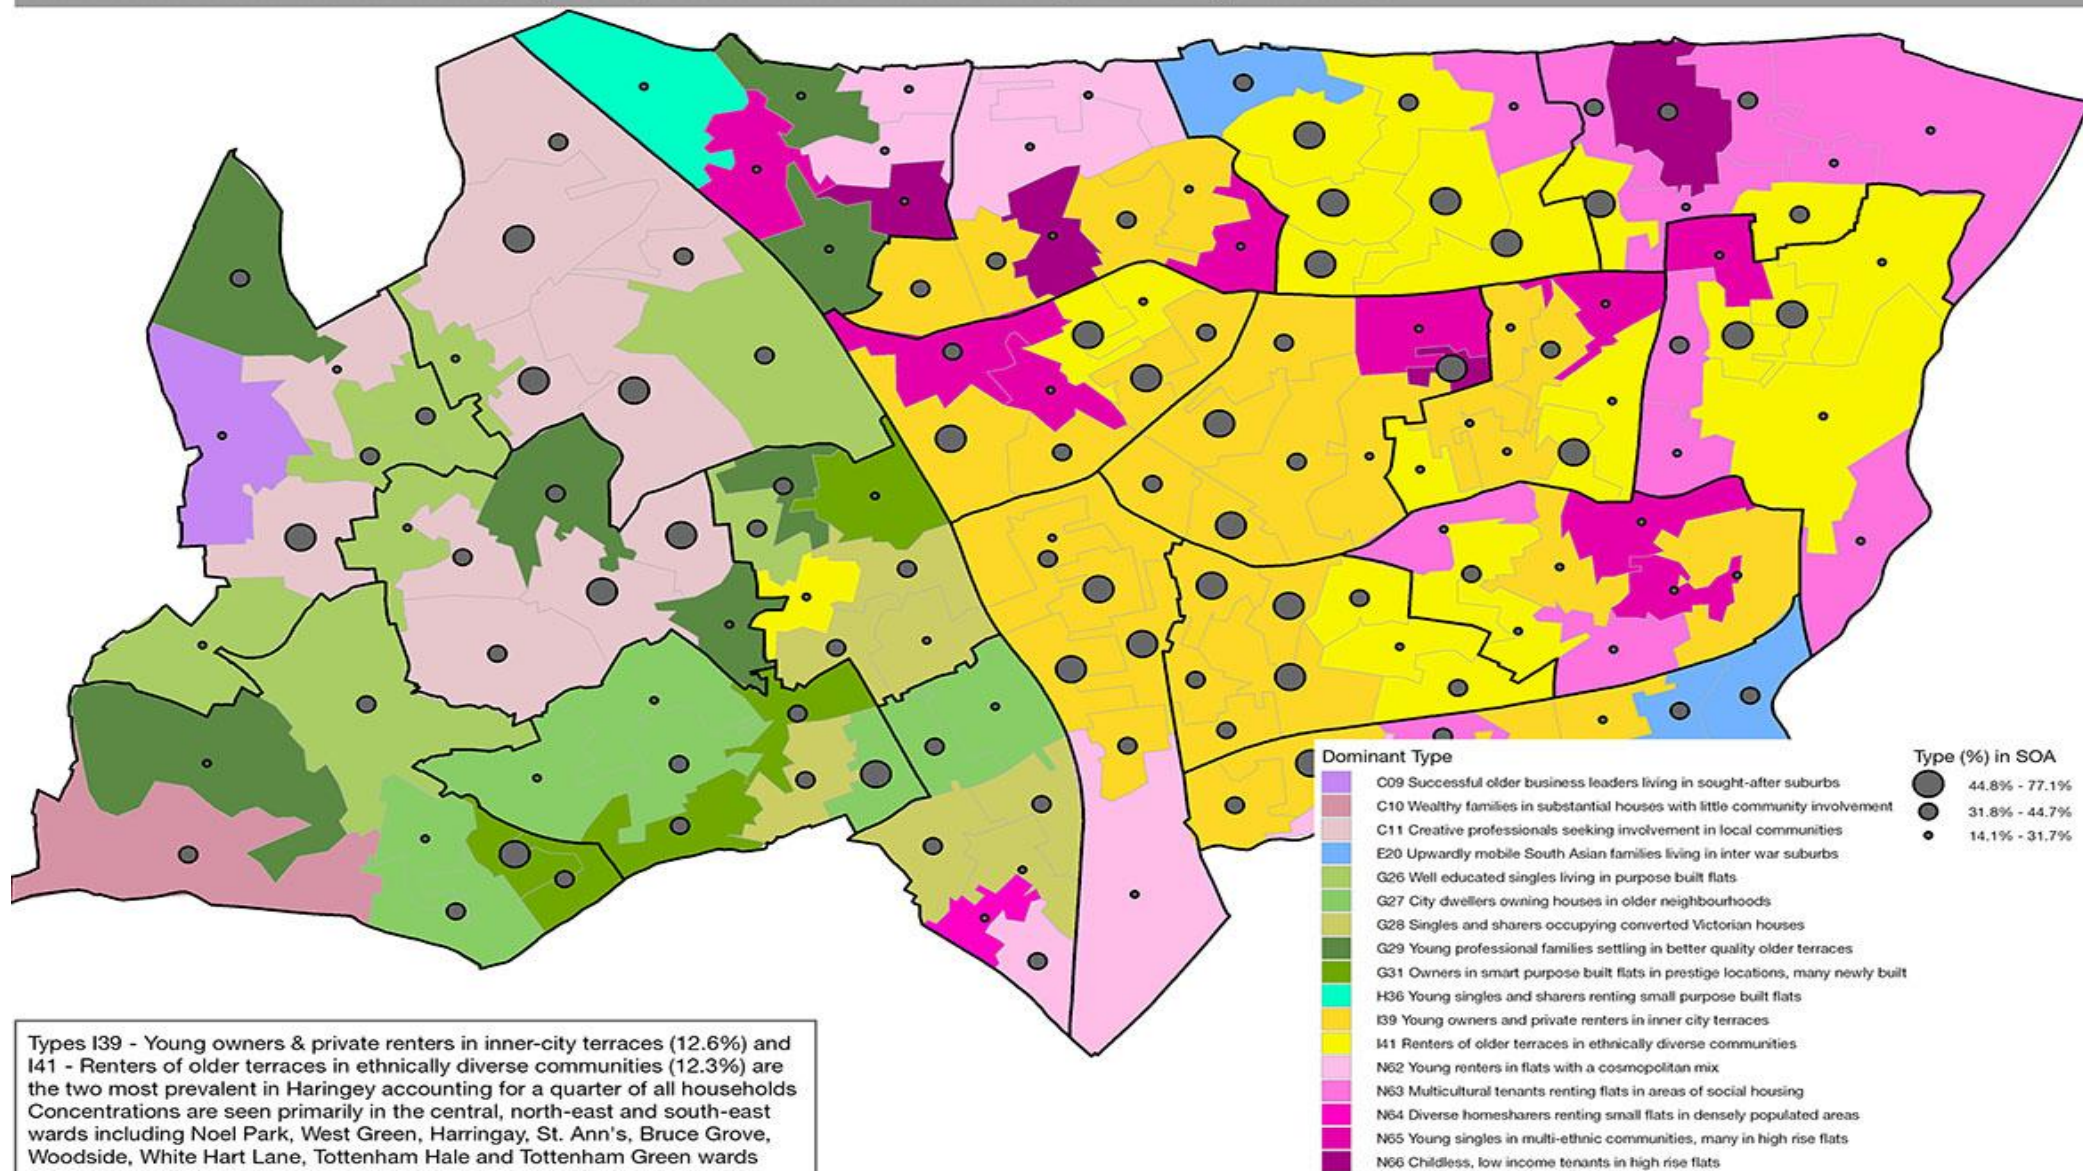 Dominant Type
C09 Successful older business leaders living in sought-after suburbs
C10 Wealthy families in substantial houses with little community involvement
C11 Creative professionals seeking involvement in local communities
E20 Upwardly mobile South Asian families living in inter war suburbs
G26 Well educated singles living in purpose built flats
G27 City dwellers owning houses in older neighbourhoods
G28 Singles and sharers occupying converted Victorian houses
G29 Young professional families settling in better quality older terraces
G31 Owners in smart purpose built flats in prestige locations, many newly built
H36 Young singles and sharers renting small purpose built flats
I39 Young owners and private renters in inner city terraces
I41 Renters of older terraces in ethnically diverse communities
N62 Young renters in flats with a cosmopolitan mix
N63 Multicultural tenants renting flats in areas of social housing
N64 Diverse homesharers renting small flats in densely populated areas
N65 Young singles in multi-ethnic communities, many in high rise flats
N66 Childless, low income tenants in high rise flats
Type (%) in SOA
44.8% - 77.1%
31.8% - 44.7%
14.1% - 31.7%
Types I39 - Young owners & private renters in inner-city terraces (12.6%) and
I41 - Renters of older terraces in ethnically diverse communities (12.3%) are
the two most prevalent in Haringey accounting for a quarter of all households
Concentrations are seen primarily in the central, north-east and south-east
wards including Noel Park, West Green, Harringay, St. Ann's, Bruce Grove,
Woodside, White Hart Lane, Tottenham Hale and Tottenham Green wards